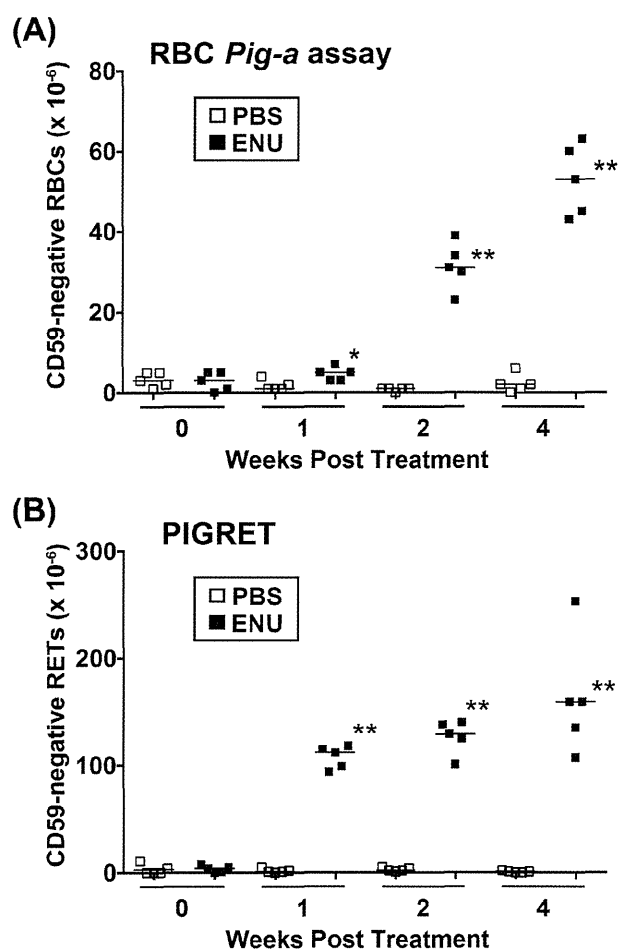 (A)
RBC Pig-a assay
CD59-negative RBCs (x 10⁻⁶)
80
60
40
20
0
PBS
ENU
*
**
**
0 1 2 4
Weeks Post Treatment
(B)
PIGRET
CD59-negative RETs (x 10⁻⁶)
300
200
100
0
PBS
ENU
**
**
**
0 1 2 4
Weeks Post Treatment